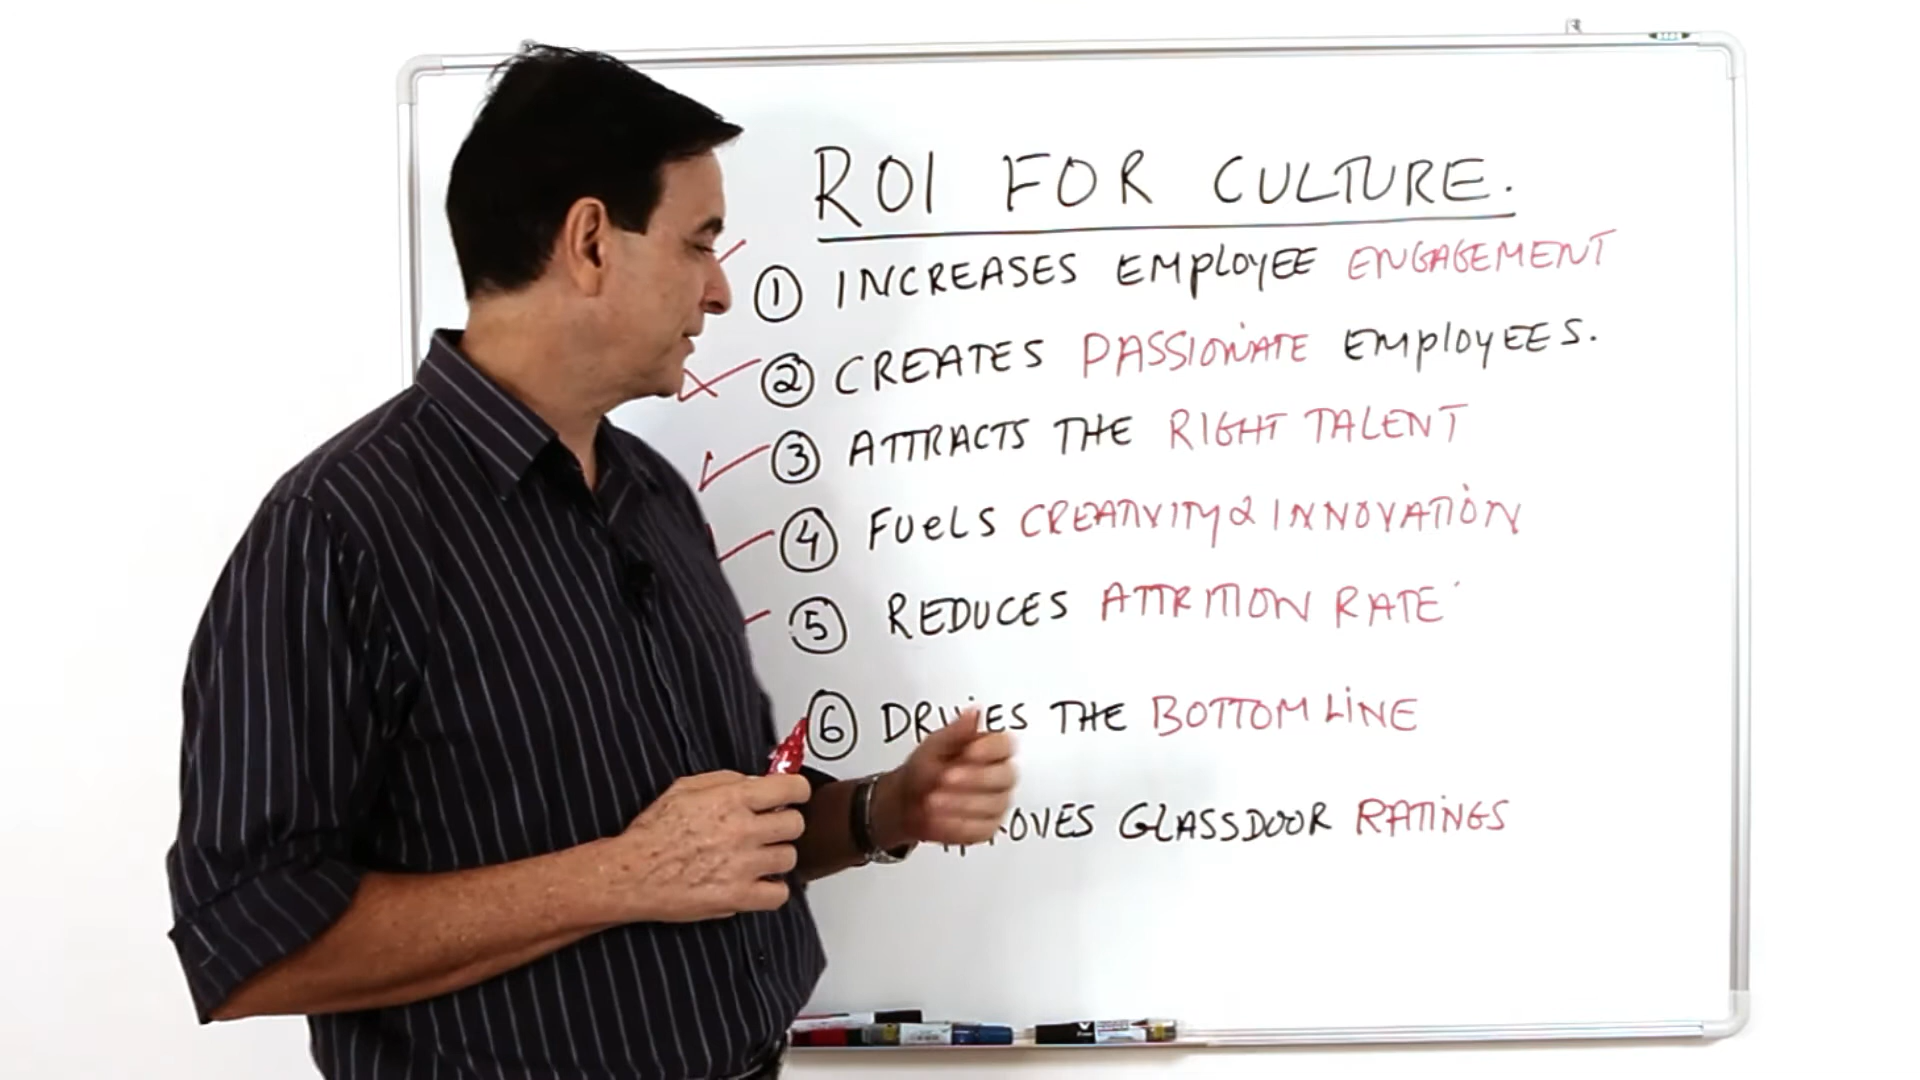 ROI FOR CULTURE.
① INCREASES EMPLOYEE ENGAGEMENT
② CREATES PASSIONATE EMPLOYEES.
③ ATTRACTS THE RIGHT TALENT
④ FUELS CREATIVITY & INNOVATION
⑤ REDUCES ATTRITION RATE
⑥ DRIVES THE BOTTOM LINE
GLASSDOOR RATINGS